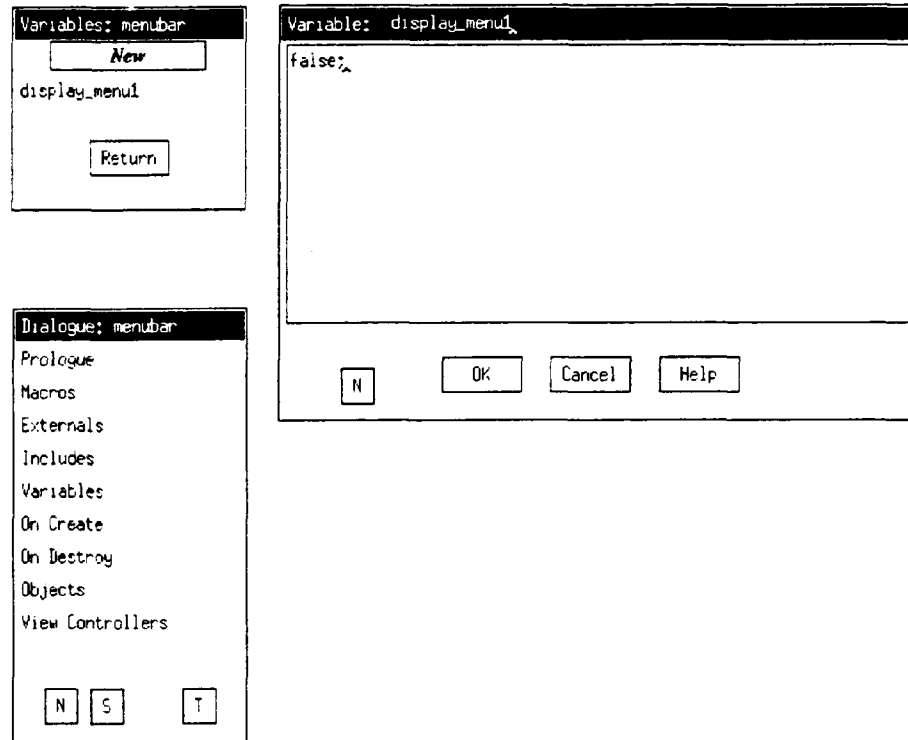 Variables: menubar
New
display_menu1
Return
Variable: display_menu1
false;
N OK Cancel Help
Dialogue: menubar
Prologue
Macros
Externals
Includes
Variables
On Create
On Destroy
Objects
View Controllers
N S T